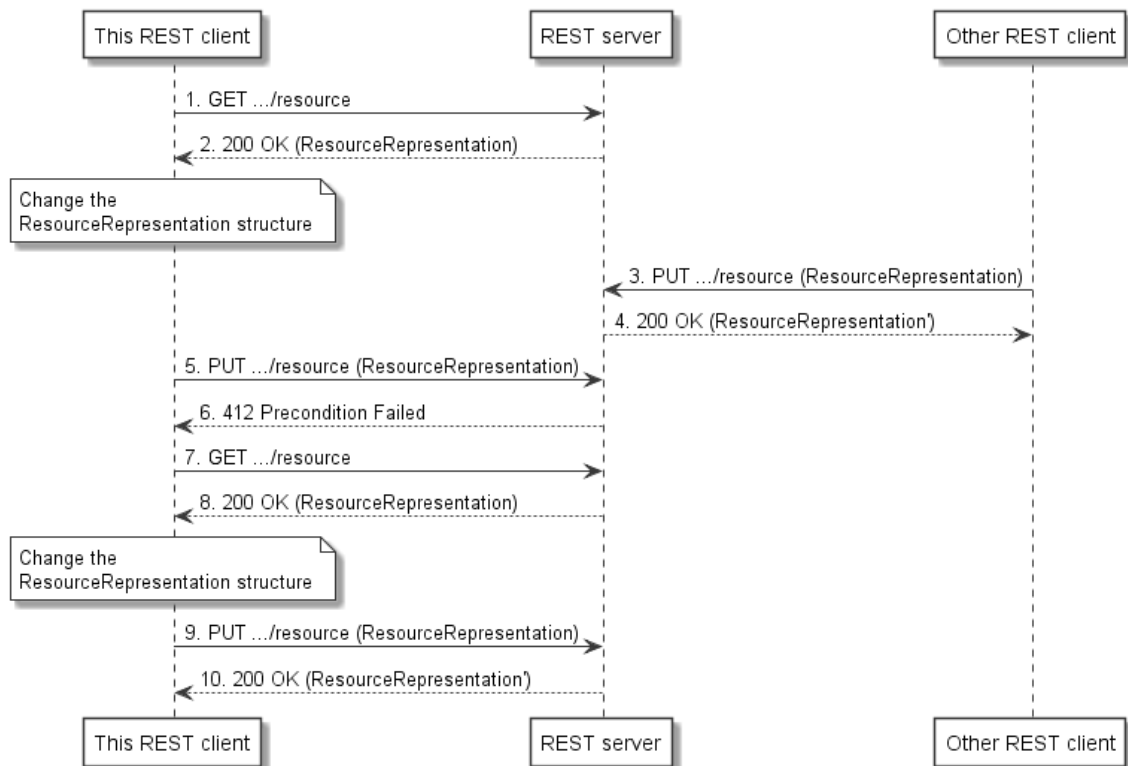 This REST client
REST server
Other REST client
1. GET .../resource
2. 200 OK (ResourceRepresentation)
Change the
ResourceRepresentation structure
3. PUT .../resource (ResourceRepresentation)
4. 200 OK (ResourceRepresentation')
5. PUT .../resource (ResourceRepresentation)
6. 412 Precondition Failed
7. GET .../resource
8. 200 OK (ResourceRepresentation)
Change the
ResourceRepresentation structure
9. PUT .../resource (ResourceRepresentation)
10. 200 OK (ResourceRepresentation')
This REST client
REST server
Other REST client